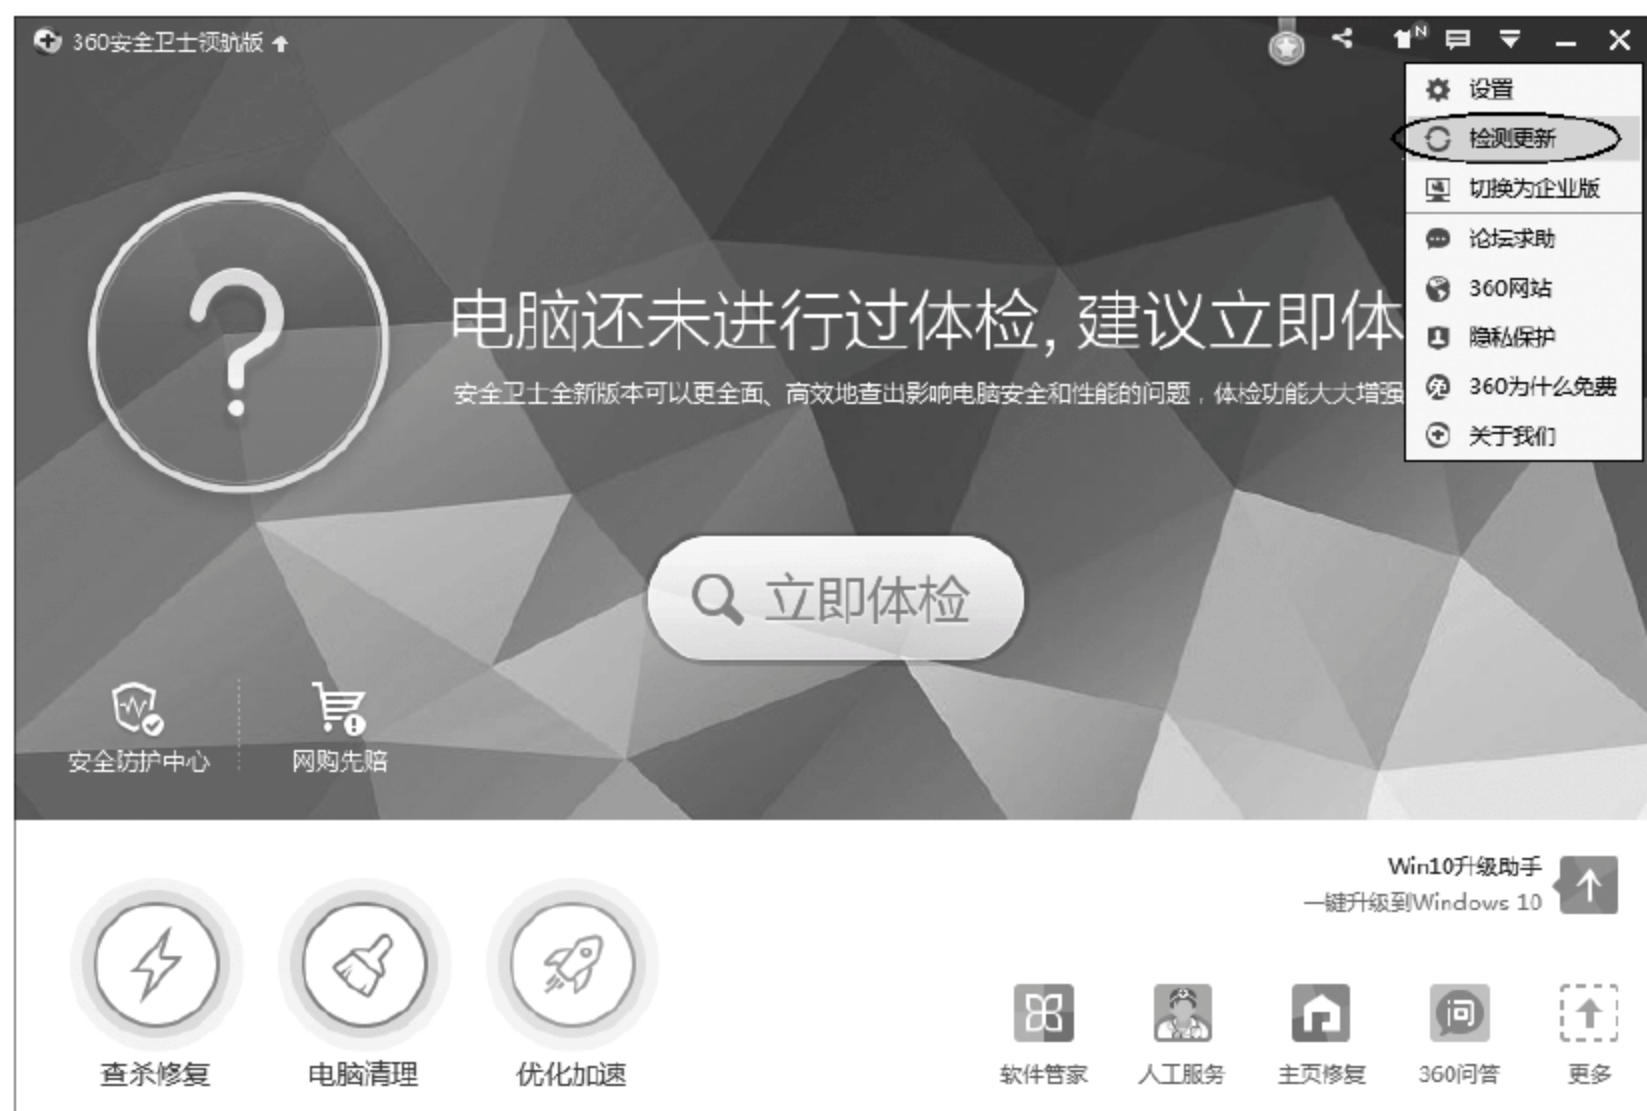 360安全卫士领航版
N
设置
检测更新
切换为企业版
论坛求助
360网站
隐私保护
360为什么免费
关于我们
电脑还未进行过体检,建议立即体
安全卫士全新版本可以更全面、高效地查出影响电脑安全和性能的问题，体检功能大大增强
立即体检
安全防护中心
网购先赔
Win10升级助手
一键升级到Windows 10
查杀修复
电脑清理
优化加速
软件管家
人工服务
主页修复
问
360问答
更多